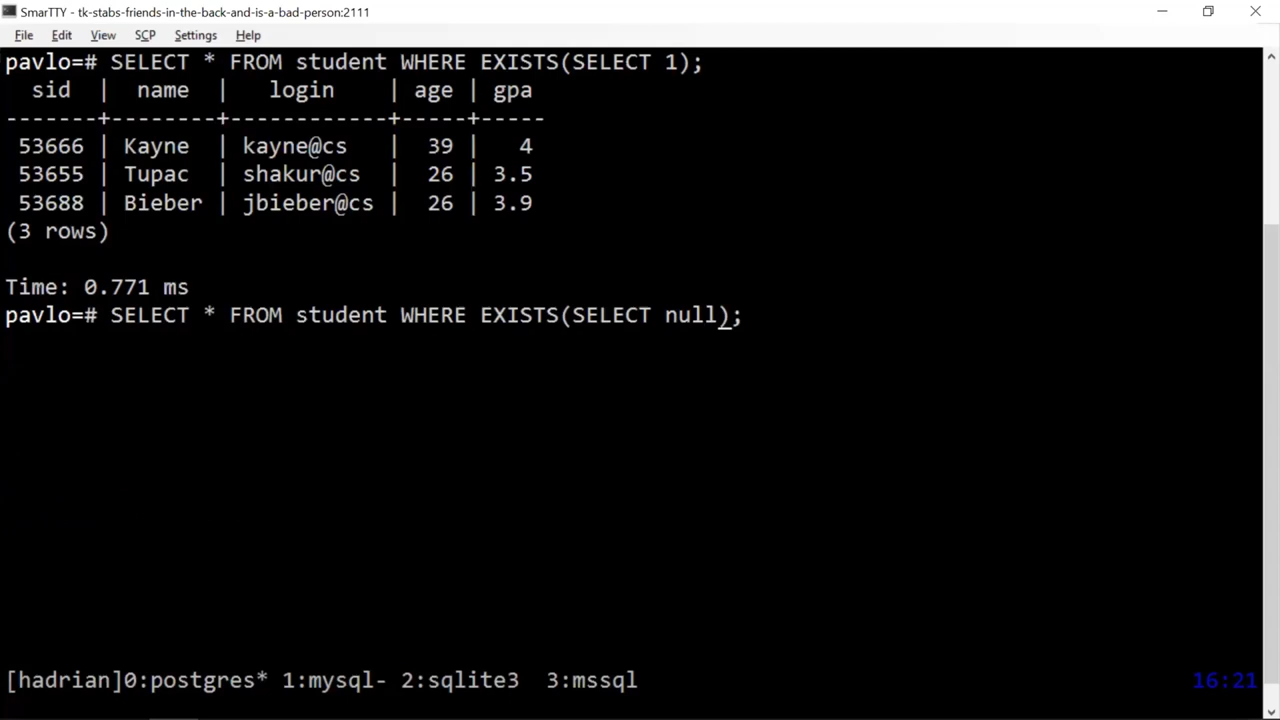 SmarTTY - tk-stabs-friends-in-the-back-and-is-a-bad-person:2111
File Edit View SCP Settings Help
pavlo=# SELECT * FROM student WHERE EXISTS(SELECT 1);
  sid  |  name  |   login    | age | gpa
-------+--------+------------+-----+-----
 53666 | Kayne  | kayne@cs   |  39 |   4
 53655 | Tupac  | shakur@cs  |  26 | 3.5
 53688 | Bieber | jbieber@cs |  26 | 3.9
(3 rows)
Time: 0.771 ms
pavlo=# SELECT * FROM student WHERE EXISTS(SELECT null);
[hadrian]0:postgres* 1:mysql- 2:sqlite3  3:mssql 16:21